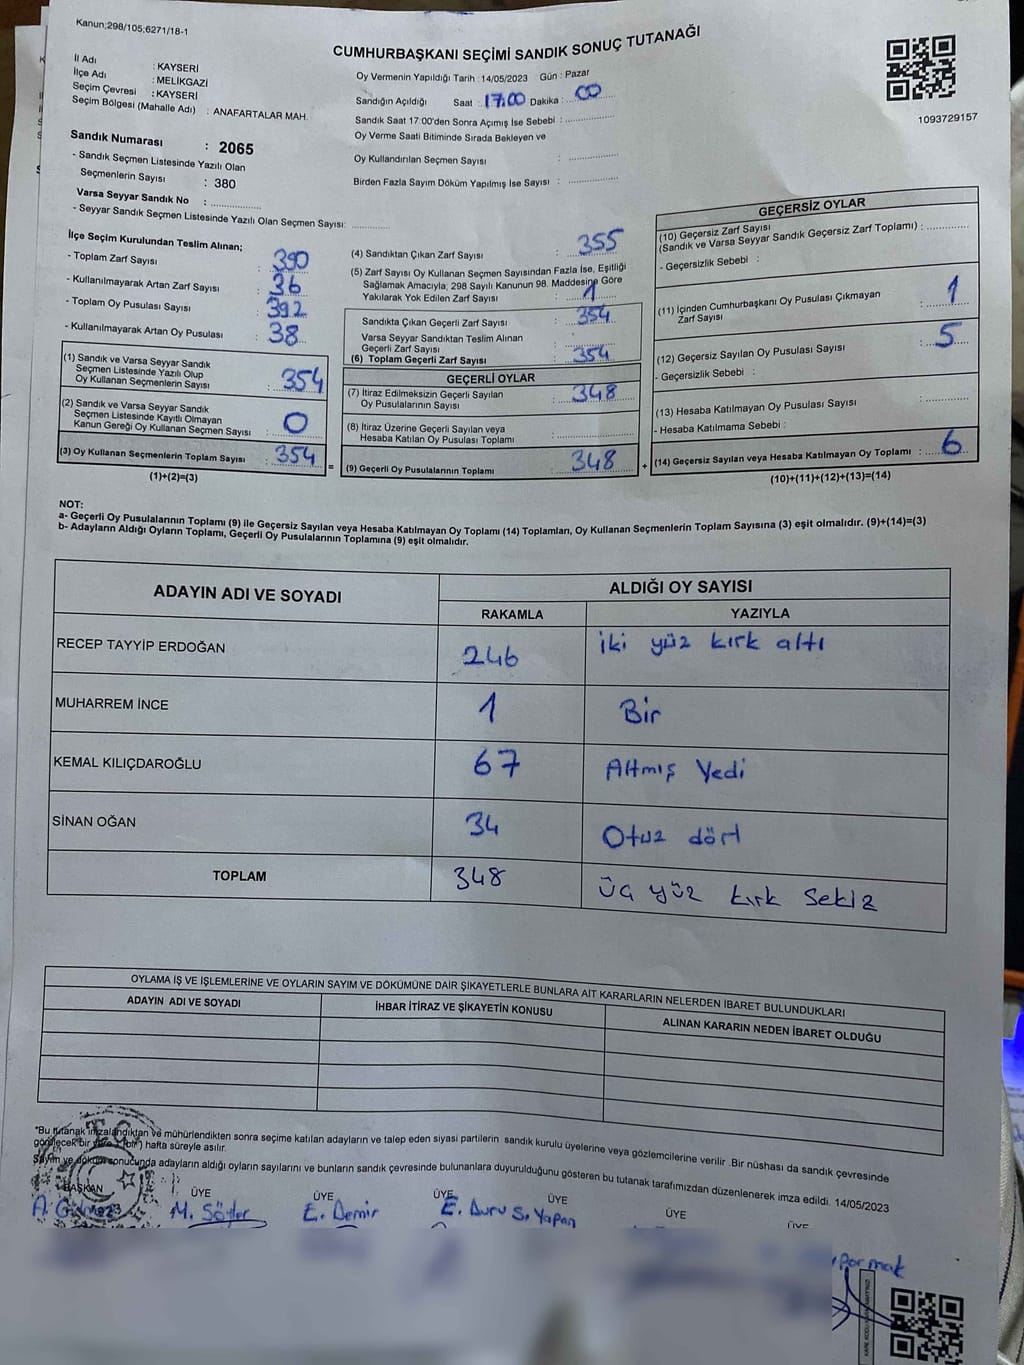 Kanun;298/105;6271/18-1
CUMHURBAŞKANI SEÇİMİ SANDIK SONUÇ TUTANAĞI
İl Adı : KAYSERİ
İlçe Adı : MELİKGAZİ
Seçim Çevresi : KAYSERİ
Seçim Bölgesi (Mahalle Adı) : ANAFARTALAR MAH.
Sandık Numarası : 2065
- Sandık Seçmen Listesinde Yazılı Olan
Seçmenlerin Sayısı : 380
Varsa Seyyar Sandık No : ..............
- Seyyar Sandık Seçmen Listesinde Yazılı Olan Seçmen Sayısı: ..............
Oy Vermenin Yapıldığı Tarih : 14/05/2023 Gün : Pazar
Sandığın Açıldığı Saat : 17:00 Dakika : 00
Sandık Saat 17:00'den Sonra Açımış İse Sebebi : ..............
Oy Verme Saati Bitiminde Sırada Bekleyen ve
Oy Kullandırılan Seçmen Sayısı : ..............
Birden Fazla Sayım Döküm Yapılmış İse Sayısı : ..............
1093729157
İlçe Seçim Kurulundan Teslim Alınan;
- Toplam Zarf Sayısı : 390
- Kullanılmayarak Artan Zarf Sayısı : 36
- Toplam Oy Pusulası Sayısı : 392
- Kullanılmayarak Artan Oy Pusulası : 38
(1) Sandık ve Varsa Seyyar Sandık
Seçmen Listesinde Yazılı Olup
Oy Kullanan Seçmenlerin Sayısı : 354
(2) Sandık ve Varsa Seyyar Sandık
Seçmen Listesinde Kayıtlı Olmayan
Kanun Gereği Oy Kullanan Seçmen Sayısı : 0
(3) Oy Kullanan Seçmenlerin Toplam Sayısı : 354
(1)+(2)=(3)
=
(4) Sandıktan Çıkan Zarf Sayısı : 355
(5) Zarf Sayısı Oy Kullanan Seçmen Sayısından Fazla İse, Eşitliği
Sağlamak Amacıyla; 298 Sayılı Kanunun 98. Maddesine Göre
Yakılarak Yok Edilen Zarf Sayısı : 1
Sandıkta Çıkan Geçerli Zarf Sayısı : 354
Varsa Seyyar Sandıktan Teslim Alınan
Geçerli Zarf Sayısı :
(6) Toplam Geçerli Zarf Sayısı : 354
GEÇERLİ OYLAR
(7) İtiraz Edilmeksizin Geçerli Sayılan
Oy Pusulalarının Sayısı : 348
(8) İtiraz Üzerine Geçerli Sayılan veya
Hesaba Katılan Oy Pusulası Toplamı : ..............
(9) Geçerli Oy Pusulalarının Toplamı : 348
+
GEÇERSİZ OYLAR
(10) Geçersiz Zarf Sayısı
(Sandık ve Varsa Seyyar Sandık Geçersiz Zarf Toplamı) : ..............
- Geçersizlik Sebebi :
(11) İçinden Cumhurbaşkanı Oy Pusulası Çıkmayan
Zarf Sayısı : 1
(12) Geçersiz Sayılan Oy Pusulası Sayısı : 5
- Geçersizlik Sebebi :
(13) Hesaba Katılmayan Oy Pusulası Sayısı : ..............
- Hesaba Katılmama Sebebi :
(14) Geçersiz Sayılan veya Hesaba Katılmayan Oy Toplamı : 6
(10)+(11)+(12)+(13)=(14)
NOT:
a- Geçerli Oy Pusulalarının Toplamı (9) ile Geçersiz Sayılan veya Hesaba Katılmayan Oy Toplamı (14) Toplamları, Oy Kullanan Seçmenlerin Toplam Sayısına (3) eşit olmalıdır. (9)+(14)=(3)
b- Adayların Aldığı Oyların Toplamı, Geçerli Oy Pusulalarının Toplamına (9) eşit olmalıdır.
ADAYIN ADI VE SOYADI ALDIĞI OY SAYISI
RAKAMLA YAZIYLA
RECEP TAYYİP ERDOĞAN 246 iki yüz kırk altı
MUHARREM İNCE 1 Bir
KEMAL KILIÇDAROĞLU 67 Altmış Yedi
SİNAN OĞAN 34 Otuz dört
TOPLAM 348 üç yüz kırk Sekiz
OYLAMA İŞ VE İŞLEMLERİNE VE OYLARIN SAYIM VE DÖKÜMÜNE DAİR ŞİKAYETLERLE BUNLARA AİT KARARLARIN NELERDEN İBARET BULUNDUKLARI
ADAYIN ADI VE SOYADI İHBAR İTİRAZ VE ŞİKAYETİN KONUSU ALINAN KARARIN NEDEN İBARET OLDUĞU
"Bu tutanak imzalandıktan ve mühürlendikten sonra seçime katılan adayların ve talep eden siyasi partilerin sandık kurulu üyelerine veya gözlemcilerine verilir .Bir nüshası da sandık çevresinde
görülecek bir yere 1 (bir) hafta süreyle asılır.
Sayım ve döküm sonucunda adayların aldığı oyların sayılarını ve bunların sandık çevresinde bulunanlara duyurulduğunu gösteren bu tutanak tarafımızdan düzenlenerek imza edildi. 14/05/2023
BAŞKAN ÜYE ÜYE ÜYE ÜYE ÜYE ÜYE
T.C.
M. Söyler E. Demir E. Duru S. Yapan